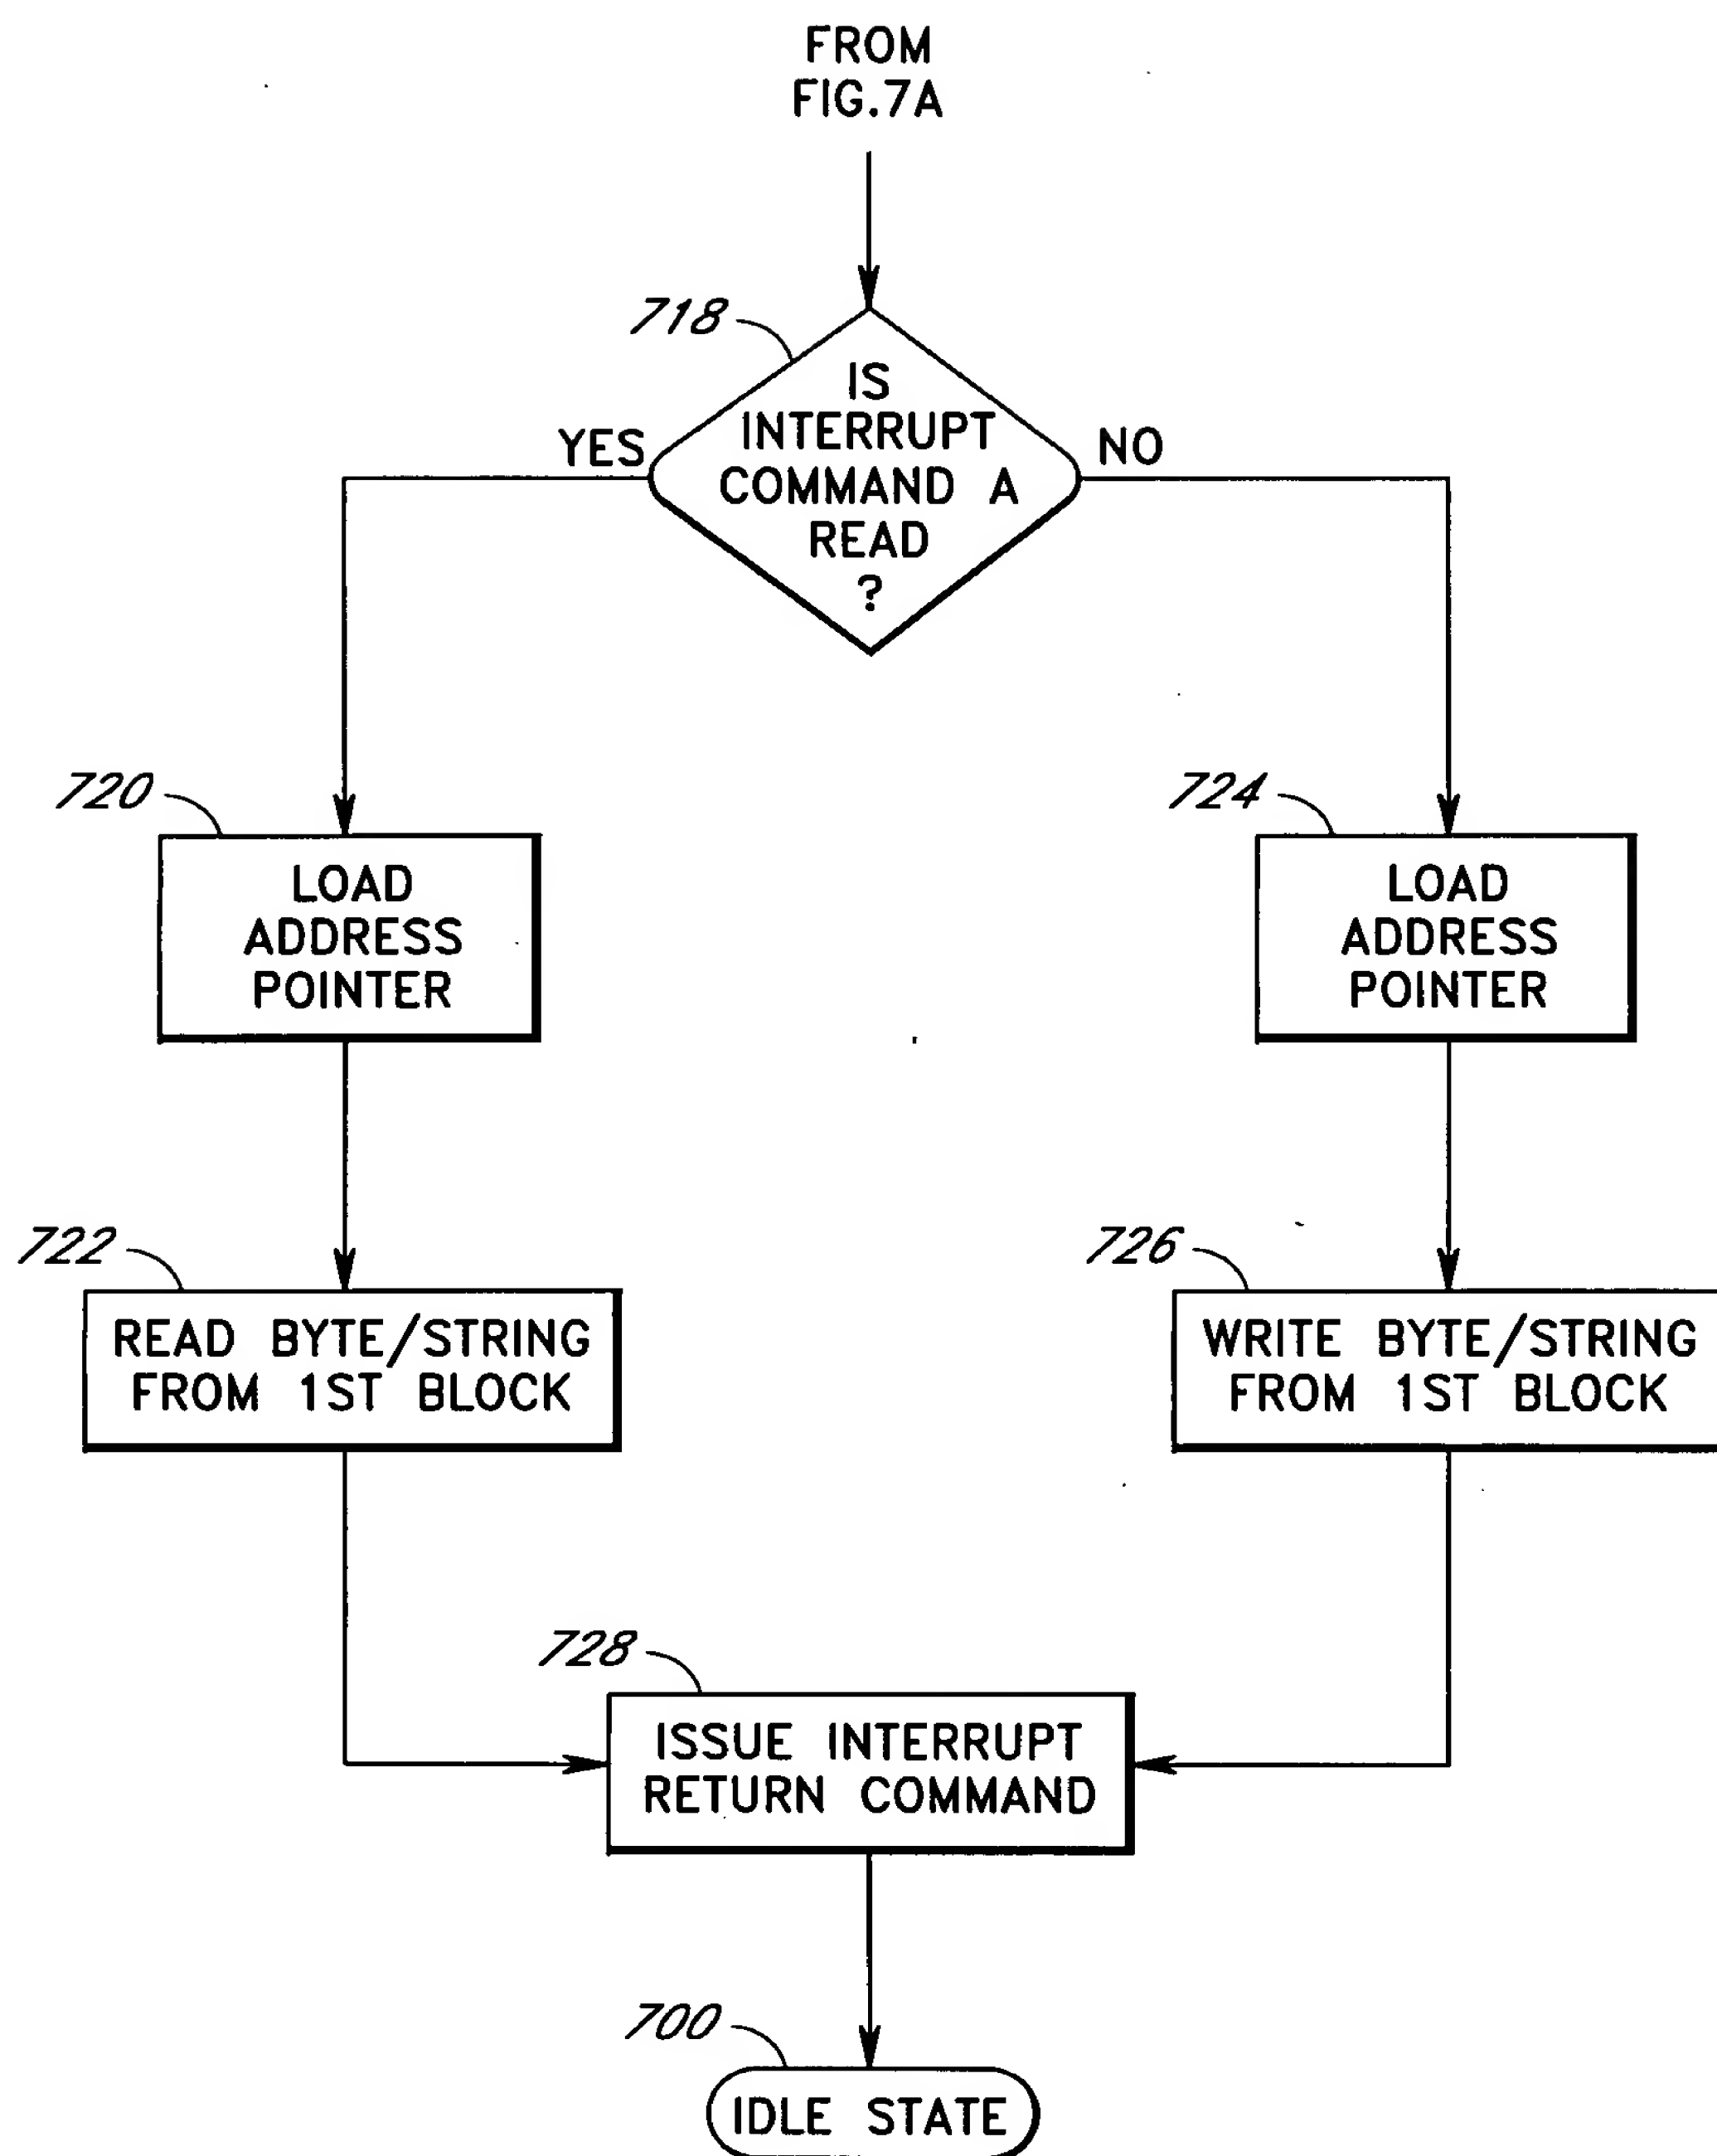 FROM
FIG.7A
718
IS
INTERRUPT
COMMAND A
READ
?
YES
NO
720
LOAD
ADDRESS
POINTER
724
LOAD
ADDRESS
POINTER
722
READ BYTE/STRING
FROM 1ST BLOCK
726
WRITE BYTE/STRING
FROM 1ST BLOCK
728
ISSUE INTERRUPT
RETURN COMMAND
700
IDLE STATE